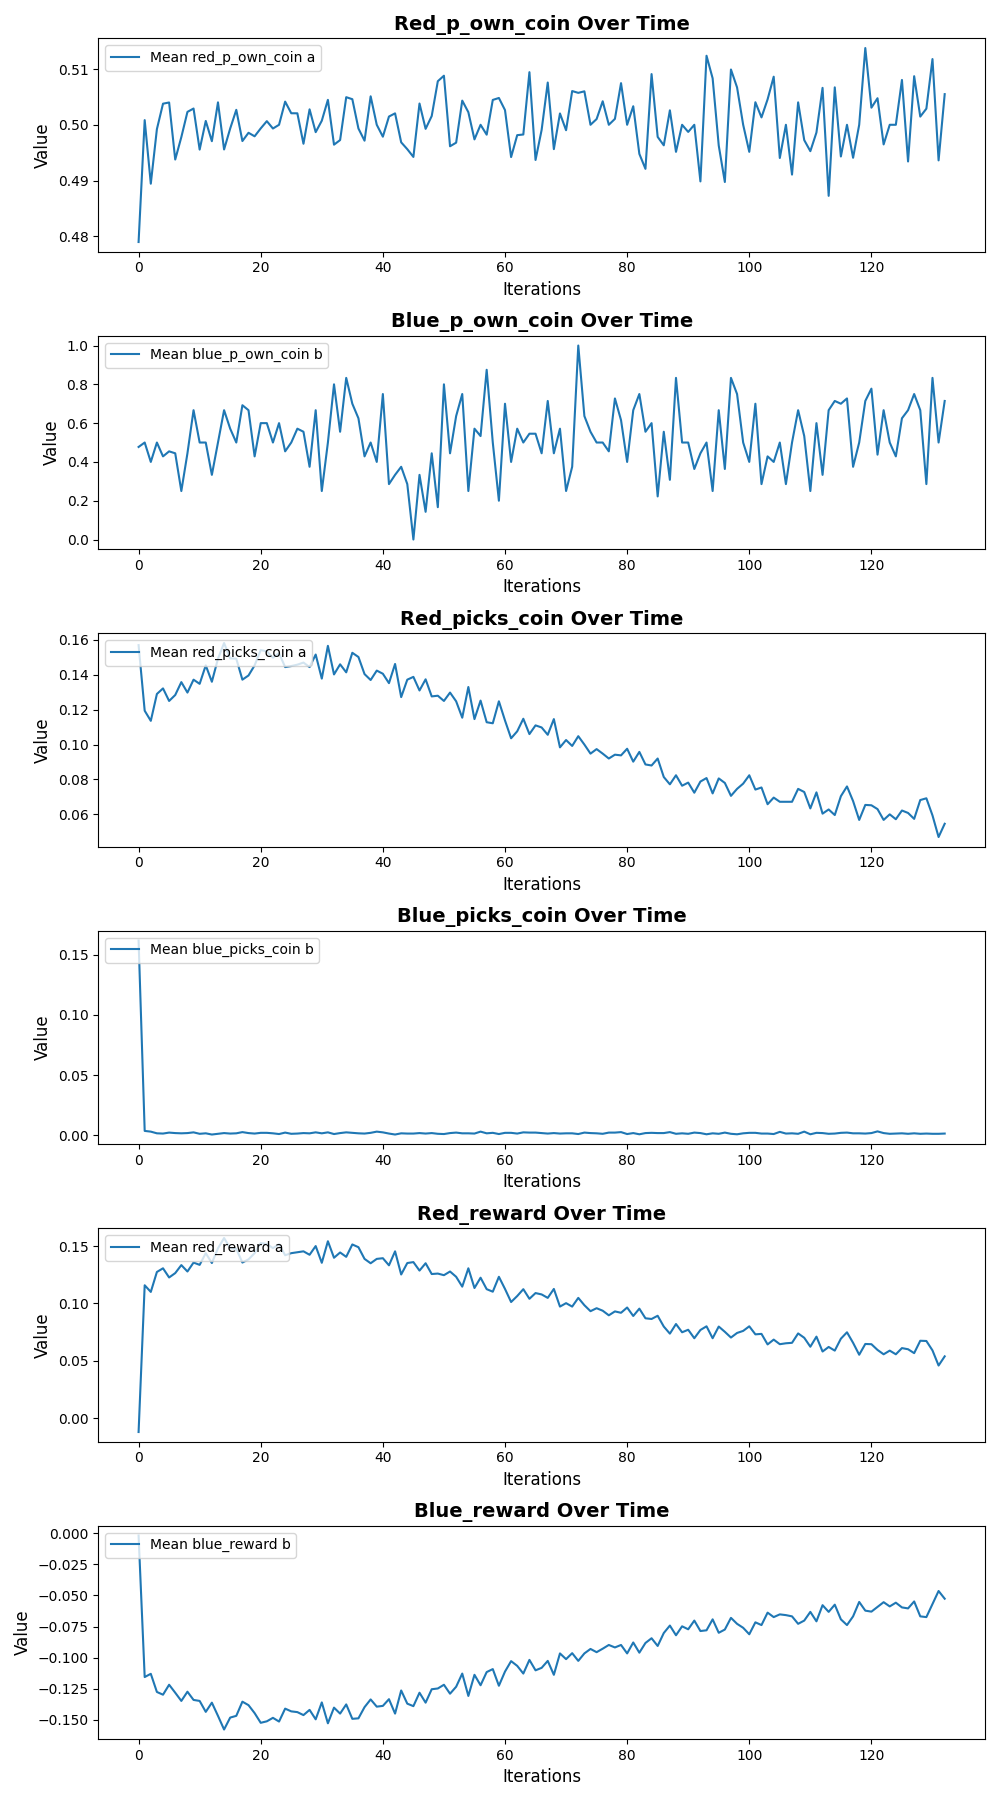 Red_p_own_coin Over Time
Mean red_p_own_coin a
0.51
0.50
0.49
0.48
Value
0 20 40 60 80 100 120
Iterations
Blue_p_own_coin Over Time
Mean blue_p_own_coin b
1.0
0.8
0.6
0.4
0.2
0.0
Value
0 20 40 60 80 100 120
Iterations
Red_picks_coin Over Time
Mean red_picks_coin a
0.16
0.14
0.12
0.10
0.08
0.06
Value
0 20 40 60 80 100 120
Iterations
Blue_picks_coin Over Time
Mean blue_picks_coin b
0.15
0.10
0.05
0.00
Value
0 20 40 60 80 100 120
Iterations
Red_reward Over Time
Mean red_reward a
0.15
0.10
0.05
0.00
Value
0 20 40 60 80 100 120
Iterations
Blue_reward Over Time
Mean blue_reward b
0.000
−0.025
−0.050
−0.075
−0.100
−0.125
−0.150
Value
0 20 40 60 80 100 120
Iterations